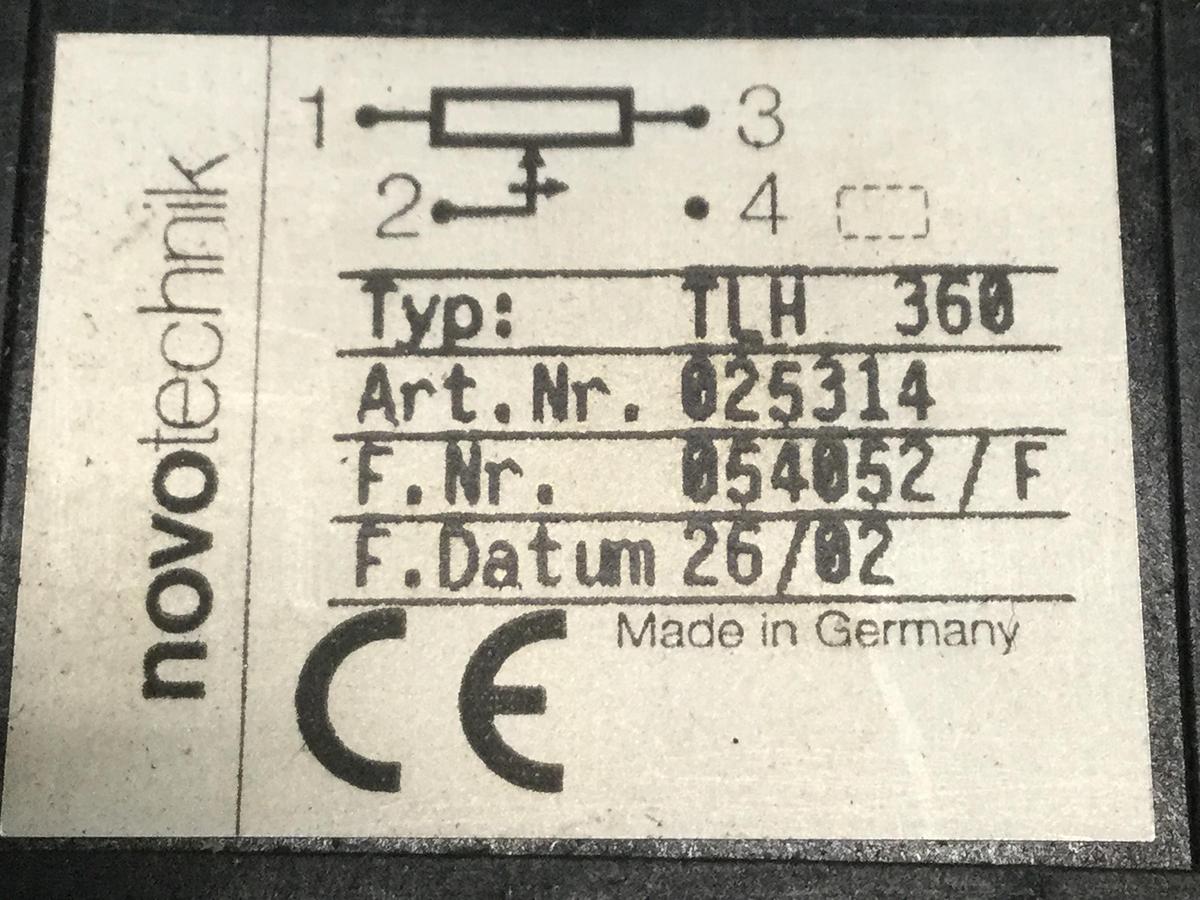 novotechnik
1 3
2 4
Typ: TLH 360
Art.Nr. 025314
F.Nr. 054052/F
F.Datum 26/02
CE Made in Germany